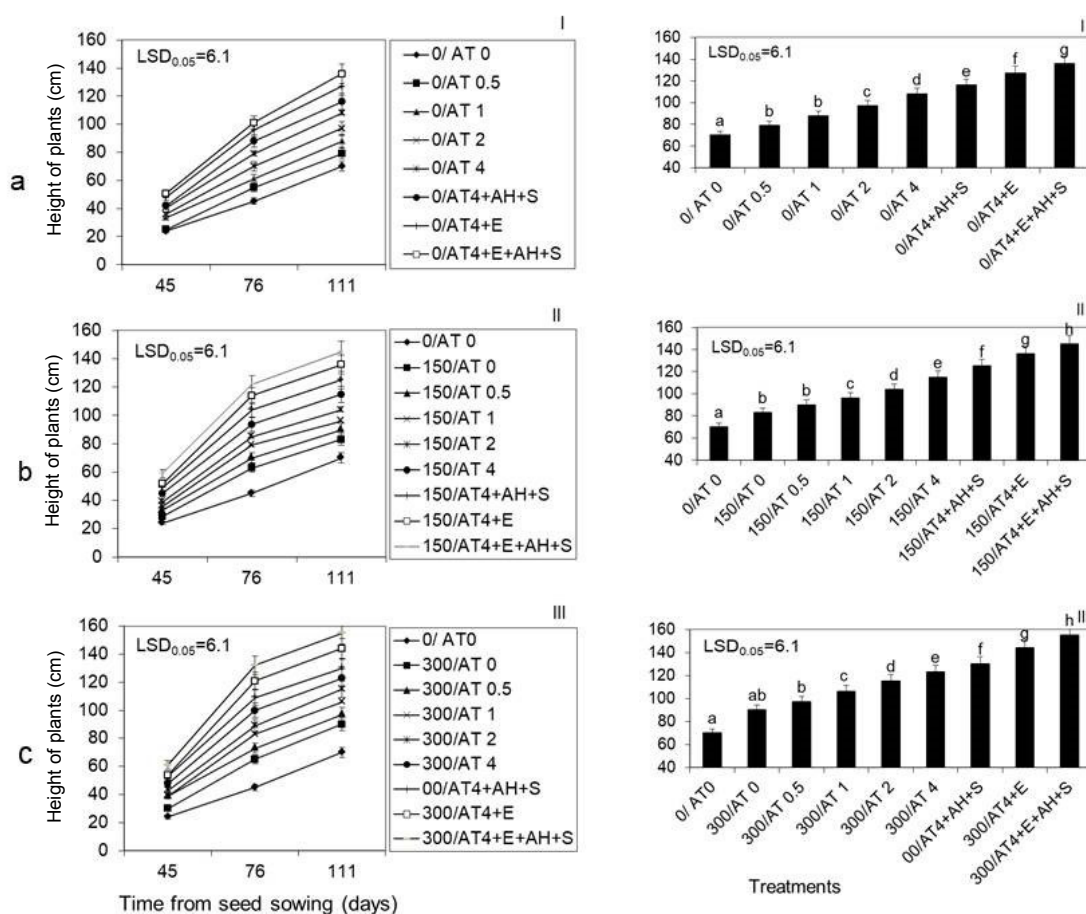 a
Height of plants (cm)
I
LSD0.05=6.1
160
140
120
100
80
60
40
20
0
45 76 111
0/ AT 0
0/AT 0.5
0/AT 1
0/AT 2
0/AT 4
0/AT4+AH+S
0/AT4+E
0/AT4+E+AH+S
I
LSD0.05=6.1
160
140
120
100
80
60
40
a b b c d e f g
0/ AT 0
0/AT 0.5
0/AT 1
0/AT 2
0/AT 4
0/AT4+AH+S
0/AT4+E
0/AT4+E+AH+S
b
Height of plants (cm)
II
LSD0.05=6.1
160
140
120
100
80
60
40
20
0
45 76 111
0/AT 0
150/AT 0
150/AT 0.5
150/AT 1
150/AT 2
150/AT 4
150/AT4+AH+S
150/AT4+E
150/AT4+E+AH+S
II
LSD0.05=6.1
160
140
120
100
80
60
40
a b b c d e f g h
0/AT 0
150/AT 0
150/AT 0.5
150/AT 1
150/AT 2
150/AT 4
150/AT4+AH+S
150/AT4+E
150/AT4+E+AH+S
c
Height of plants (cm)
III
LSD0.05=6.1
160
140
120
100
80
60
40
20
0
45 76 111
Time from seed sowing (days)
0/ AT0
300/AT 0
300/AT 0.5
300/AT 1
300/AT 2
300/AT 4
00/AT4+AH+S
300/AT4+E
300/AT4+E+AH+S
II
LSD0.05=6.1
160
140
120
100
80
60
40
a ab b c d e f g h
0/ AT0
300/AT 0
300/AT 0.5
300/AT 1
300/AT 2
300/AT 4
00/AT4+AH+S
300/AT4+E
300/AT4+E+AH+S
Treatments